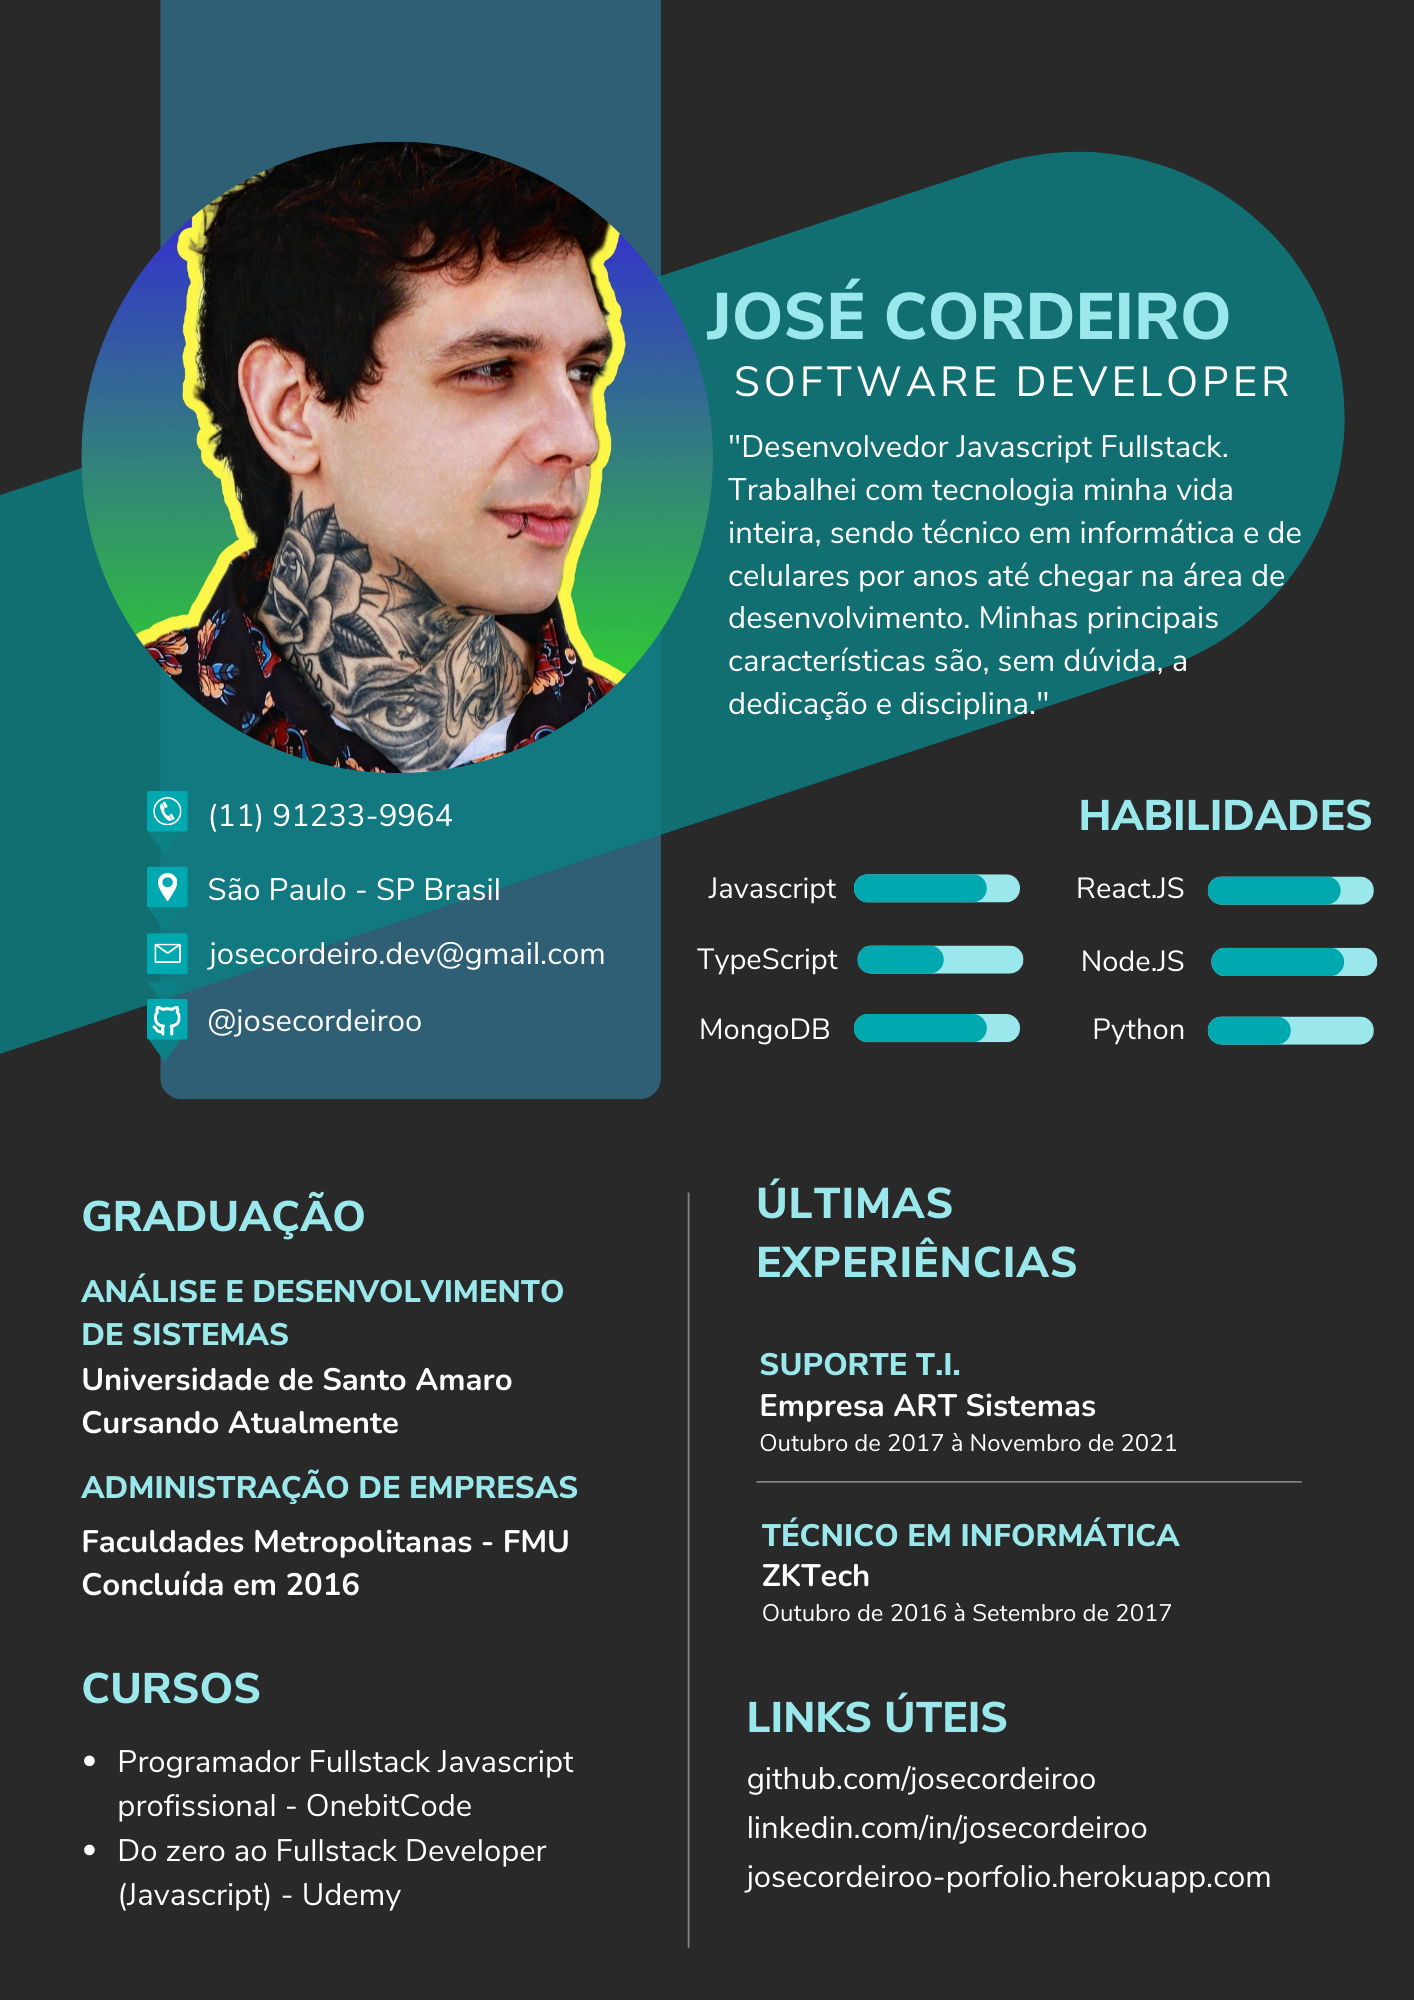 JOSÉ CORDEIRO
SOFTWARE DEVELOPER
"Desenvolvedor Javascript Fullstack.
Trabalhei com tecnologia minha vida
inteira, sendo técnico em informática e de
celulares por anos até chegar na área de
desenvolvimento. Minhas principais
características são, sem dúvida, a
dedicação e disciplina."
(11) 91233-9964
São Paulo - SP Brasil
josecordeiro.dev@gmail.com
@josecordeiroo
HABILIDADES
Javascript
React.JS
TypeScript
Node.JS
MongoDB
Python
GRADUAÇÃO
ANÁLISE E DESENVOLVIMENTO
DE SISTEMAS
Universidade de Santo Amaro
Cursando Atualmente
ADMINISTRAÇÃO DE EMPRESAS
Faculdades Metropolitanas - FMU
Concluída em 2016
CURSOS
• Programador Fullstack Javascript
profissional - OnebitCode
• Do zero ao Fullstack Developer
(Javascript) - Udemy
ÚLTIMAS
EXPERIÊNCIAS
SUPORTE T.I.
Empresa ART Sistemas
Outubro de 2017 à Novembro de 2021
TÉCNICO EM INFORMÁTICA
ZKTech
Outubro de 2016 à Setembro de 2017
LINKS ÚTEIS
github.com/josecordeiroo
linkedin.com/in/josecordeiroo
josecordeiroo-porfolio.herokuapp.com